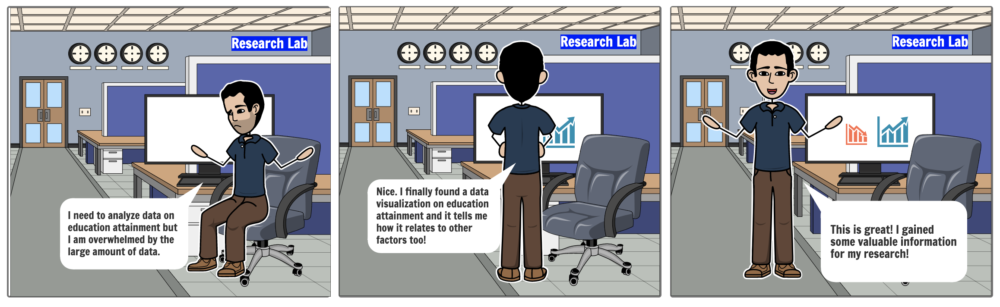 Research Lab
I need to analyze data on
education attainment but
I am overwhelmed by the
large amount of data.
Research Lab
Nice. I finally found a data
visualization on education
attainment and it tells me
how it relates to other
factors too!
Research Lab
This is great! I gained
some valuable information
for my research!